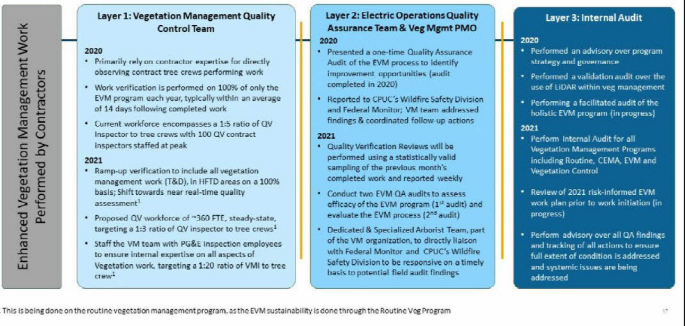 Enhanced Vegetation Management Work
Performed by Contractors
Layer 1: Vegetation Management Quality
Control Team
2020
• Primarily rely on contractor expertise for directly
observing contract tree crews performing work
• Work verification is performed on 100% of only the
EVM program each year, typically within an average
of 14 days following completed work
• Current workforce encompasses a 1:5 ratio of QV
Inspector to tree crews with 100 QV contract
inspectors staffed at peak
2021
• Ramp-up verification to include all vegetation
management work (T&D), in HFTD areas on a 100%
basis; Shift towards near real-time quality
assessment¹
• Proposed QV workforce of ~360 FTE, steady-state,
targeting a 1:3 ratio of QV inspector to tree crews¹
• Staff the VM team with PG&E Inspection employees
to ensure internal expertise on all aspects of
Vegetation work, targeting a 1:20 ratio of VMI to tree
crew¹
Layer 2: Electric Operations Quality
Assurance Team & Veg Mgmt PMO
2020
• Presented a one-time Quality Assurance
Audit of the EVM process to identify
improvement opportunities (audit
completed in 2020)
• Reported to CPUC's Wildfire Safety Division
and Federal Monitor; VM team addressed
findings & coordinated follow-up actions
2021
• Quality Verification Reviews will be
performed using a statistically valid
sampling of the previous month's
completed work and reported weekly
• Conduct two EVM QA audits to assess
efficacy of the EVM program (1st audit) and
evaluate the EVM process (2nd audit)
• Dedicated & Specialized Arborist Team, part
of the VM organization, to directly liaison
with Federal Monitor and CPUC's Wildfire
Safety Division to be responsive on a timely
basis to potential field audit findings
Layer 3: Internal Audit
2020
• Performed an advisory over program
strategy and governance
• Performed a validation audit over the
use of LiDAR within veg management
• Performing a facilitated audit of the
holistic EVM program (in progress)
2021
• Perform Internal Audit for all
Vegetation Management Programs
including Routine, CEMA, EVM and
Vegetation Control
• Review of 2021 risk-informed EVM
work plan prior to work initiation (in
progress)
• Perform advisory over all QA findings
and tracking of all actions to ensure
full extent of condition is addressed
and systemic issues are being
addressed
. This is being done on the routine vegetation management program, as the EVM sustainability is done through the Routine Veg Program